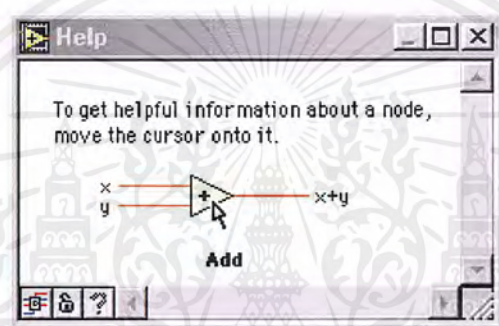 Help
To get helpful information about a node,
move the cursor onto it.
x
y
x+y
Add